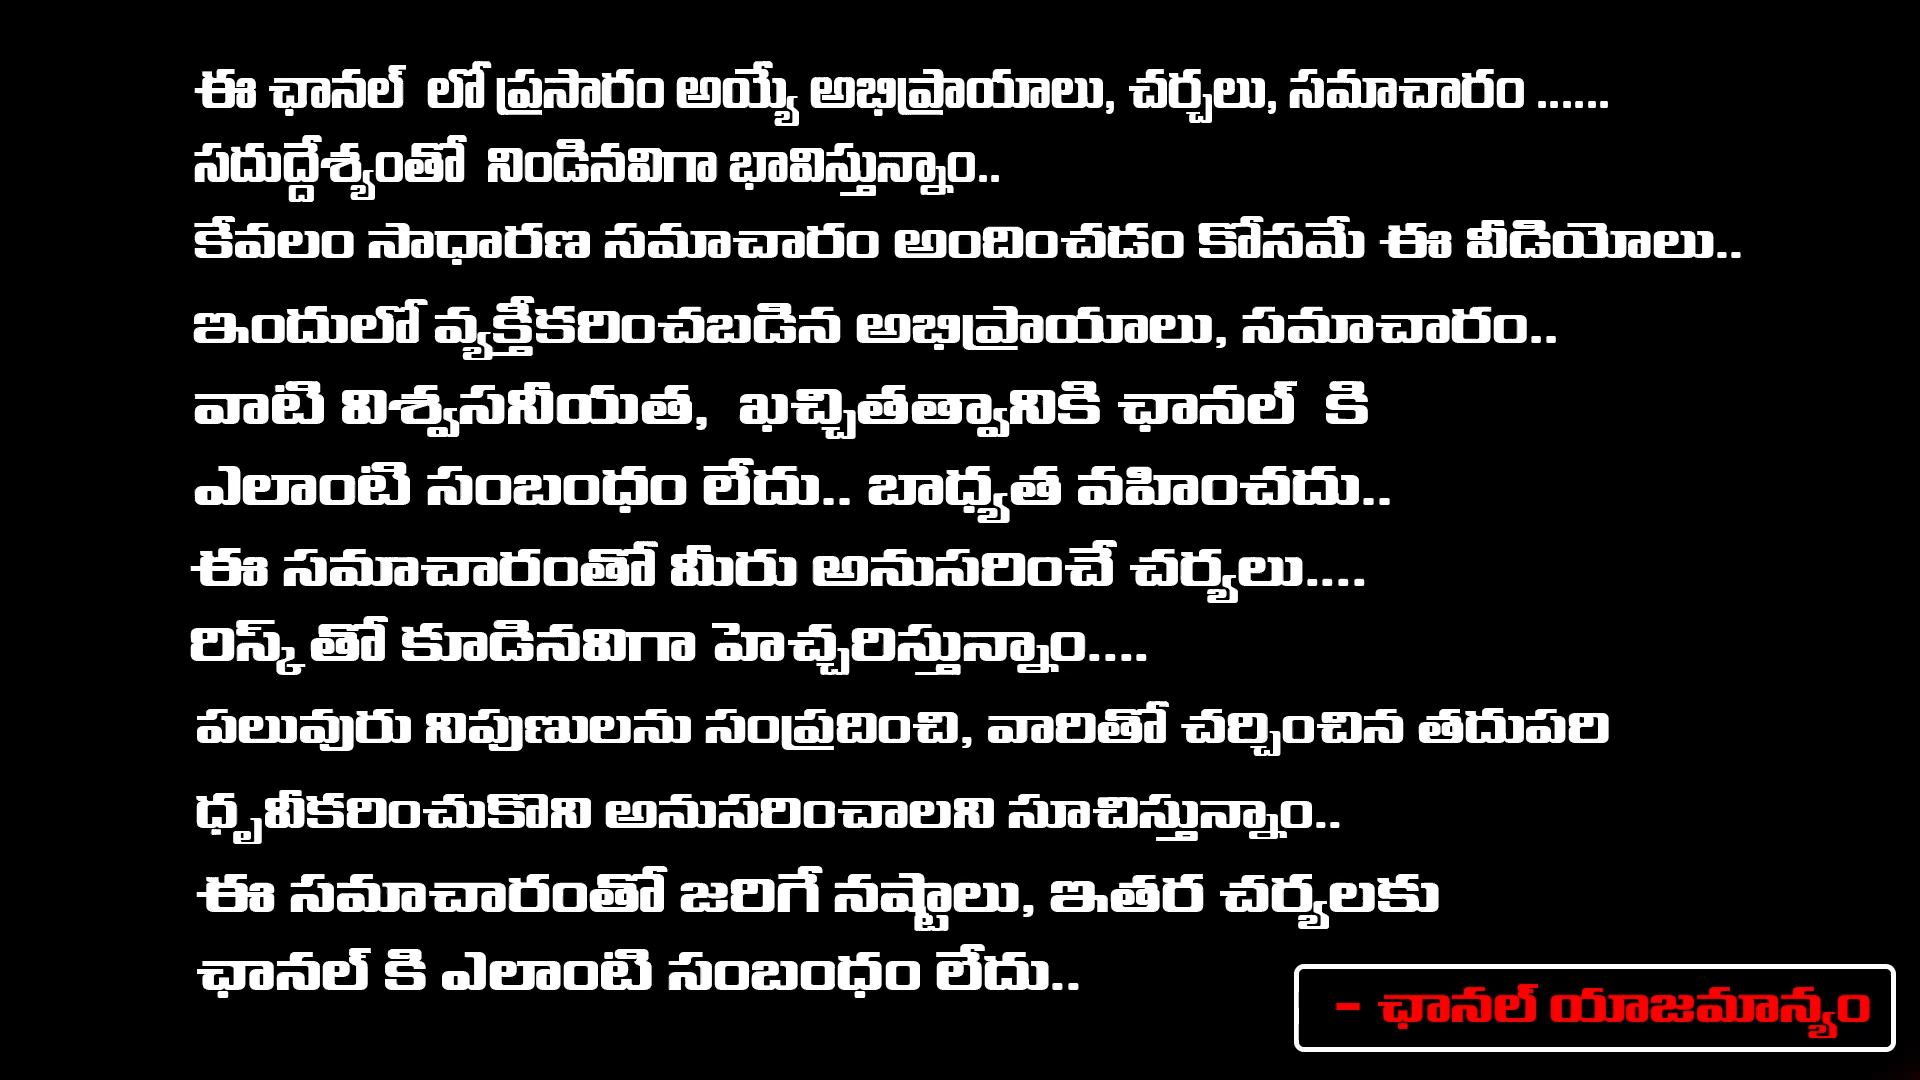 ఈ ఛానల్ లో ప్రసారం అయ్యే అభిప్రాయాలు, చర్చలు, సమాచారం ......
సదుద్దేశ్యంతో నిండినవిగా భావిస్తున్నాం..
కేవలం సాధారణ సమాచారం అందించడం కోసమే ఈ వీడియోలు..
ఇందులో వ్యక్తీకరించబడిన అభిప్రాయాలు, సమాచారం..
వాటి విశ్వసనీయత, ఖచ్చితత్వానికి ఛానల్ కి
ఎలాంటి సంబంధం లేదు.. బాధ్యత వహించదు..
ఈ సమాచారంతో మీరు అనుసరించే చర్యలు....
రిస్క్ తో కూడినవిగా హెచ్చరిస్తున్నాం....
పలువురు నిపుణులను సంప్రదించి, వారితో చర్చించిన తదుపరి
ధృవీకరించుకొని అనుసరించాలని సూచిస్తున్నాం..
ఈ సమాచారంతో జరిగే నష్టాలు, ఇతర చర్యలకు
ఛానల్ కి ఎలాంటి సంబంధం లేదు..
- ఛానల్ యాజమాన్యం